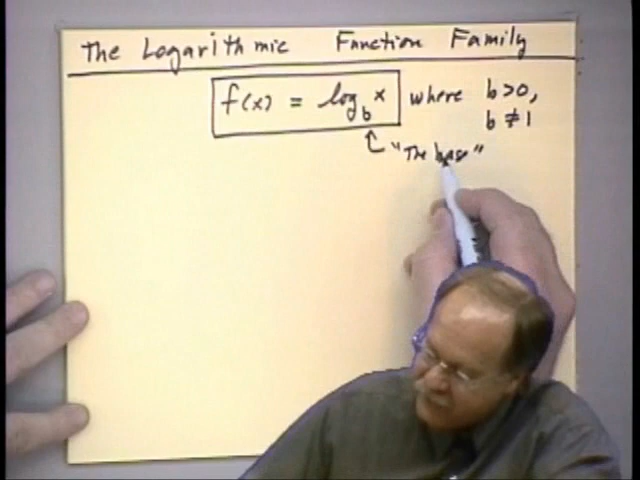 The Logarithmic Function Family
f(x) = log_b x where b>0,
b ≠ 1
"The base"